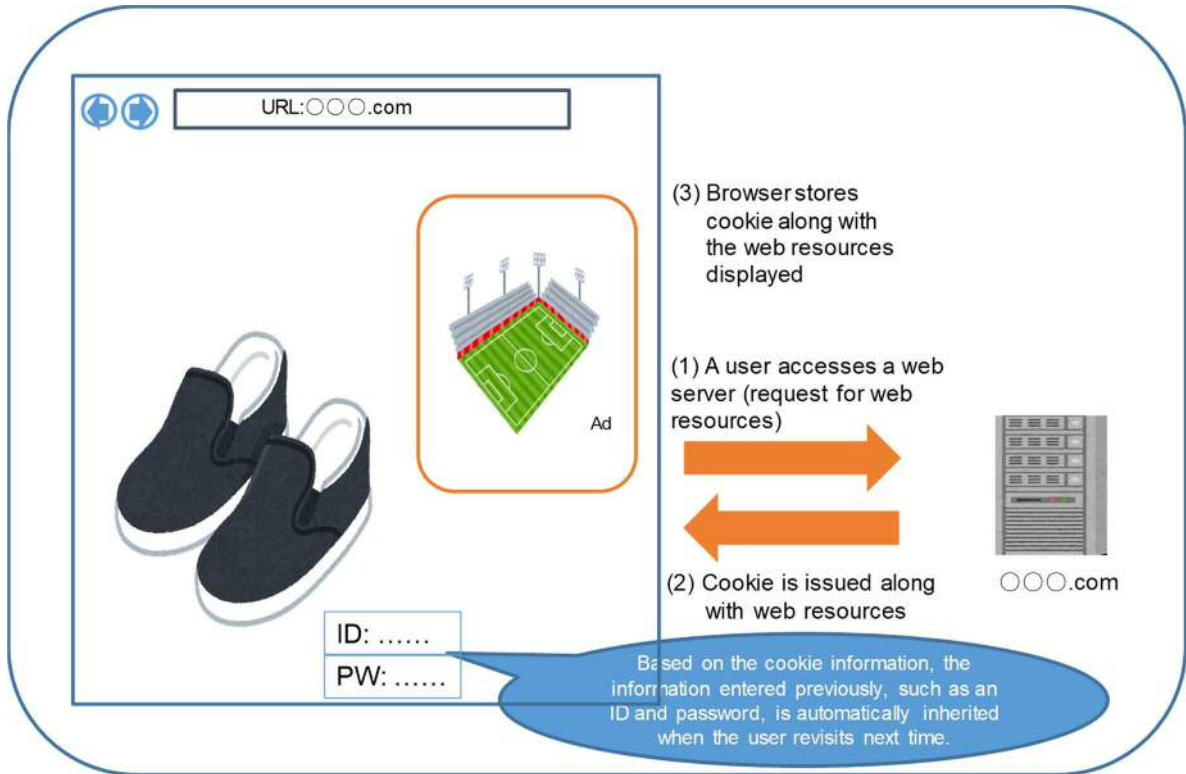 URL:○○○.com
(3) Browser stores
cookie along with
the web resources
displayed
Ad
(1) A user accesses a web
server (request for web
resources)
(2) Cookie is issued along
with web resources
○○○.com
ID: ......
PW: ......
Based on the cookie information, the
information entered previously, such as an
ID and password, is automatically inherited
when the user revisits next time.